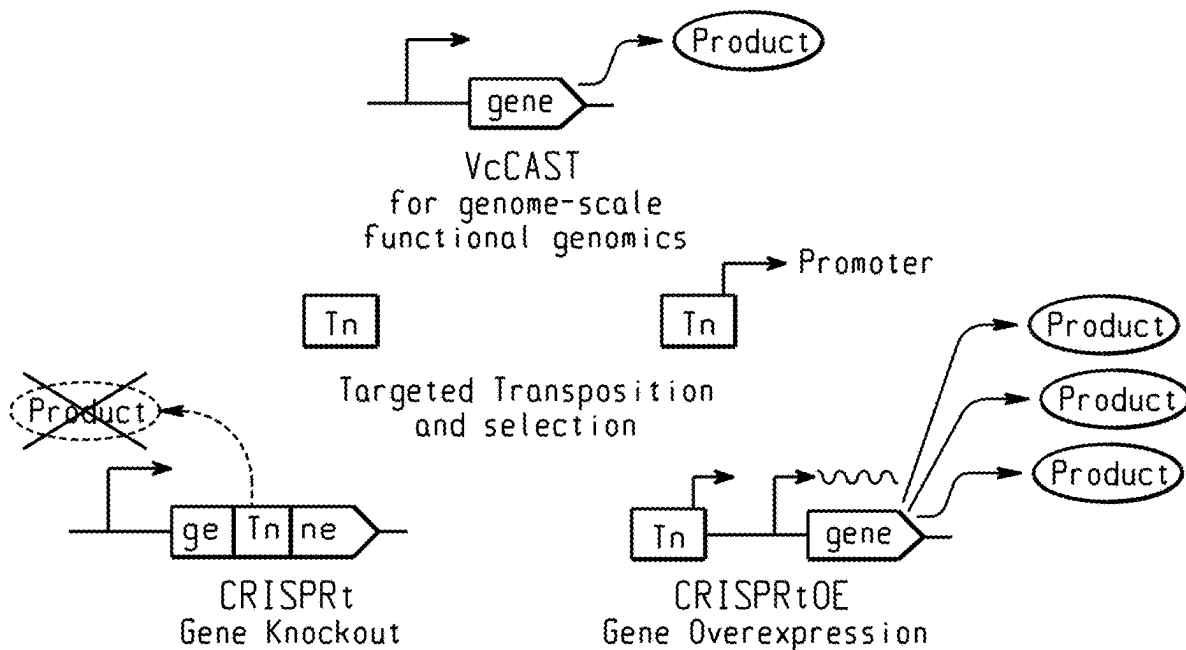 Product
gene
VcCAST
for genome-scale
functional genomics
Promoter
Tn
Tn
Product
Targeted Transposition
and selection
Product
Product
Product
ge Tn ne
Tn
gene
CRISPRt
Gene Knockout
CRISPRtOE
Gene Overexpression